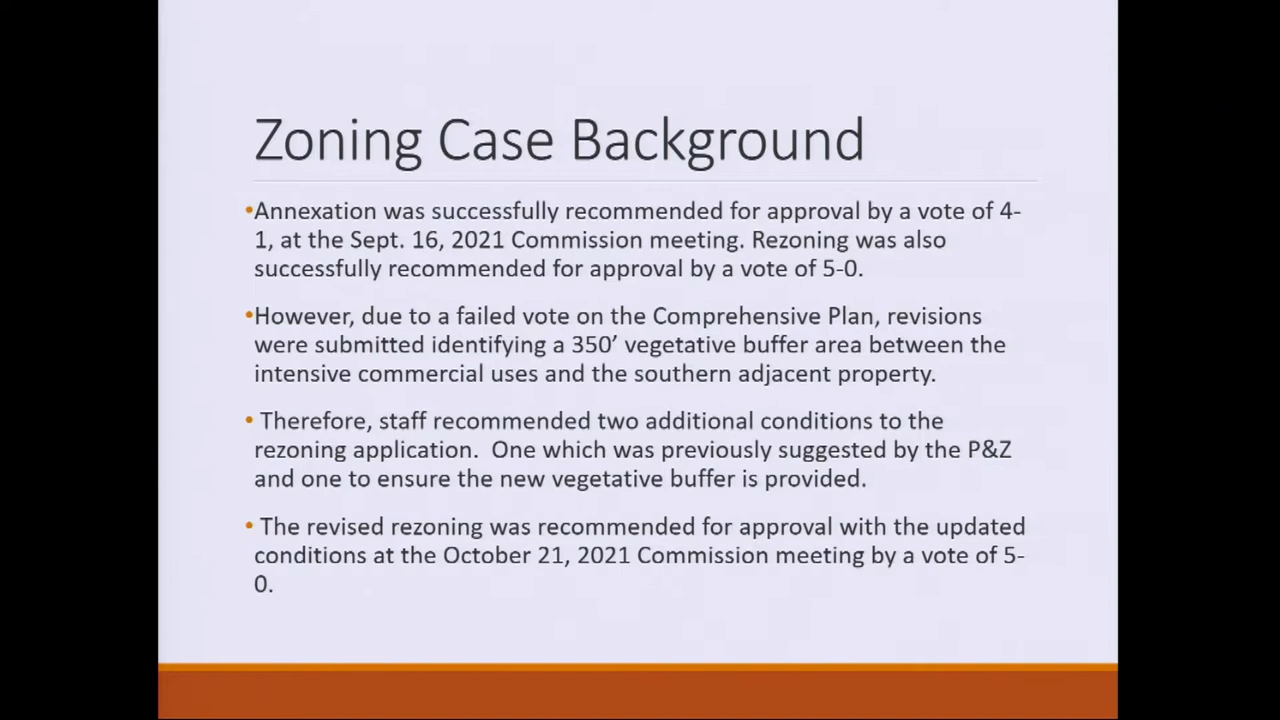 Zoning Case Background
•Annexation was successfully recommended for approval by a vote of 4-
1, at the Sept. 16, 2021 Commission meeting. Rezoning was also
successfully recommended for approval by a vote of 5-0.
•However, due to a failed vote on the Comprehensive Plan, revisions
were submitted identifying a 350’ vegetative buffer area between the
intensive commercial uses and the southern adjacent property.
• Therefore, staff recommended two additional conditions to the
rezoning application.  One which was previously suggested by the P&Z
and one to ensure the new vegetative buffer is provided.
• The revised rezoning was recommended for approval with the updated
conditions at the October 21, 2021 Commission meeting by a vote of 5-
0.